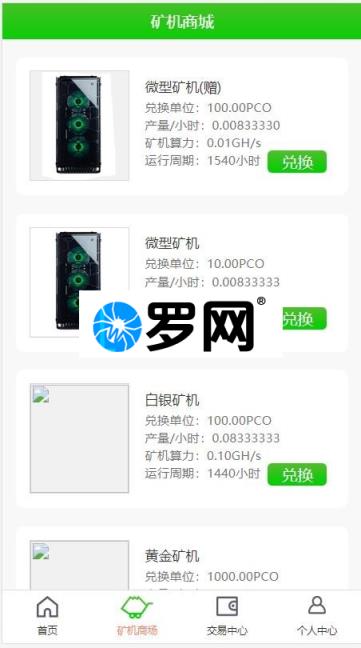 矿机商城
微型矿机(赠)
兑换单位：100.00PCO
产量/小时：0.00833330
矿机算力：0.01GH/s
运行周期：1540小时
兑换
微型矿机
兑换单位：10.00PCO
产量/小时：0.00833333
罗网®
兑换
白银矿机
兑换单位：100.00PCO
产量/小时：0.08333333
矿机算力：0.10GH/s
运行周期：1440小时
兑换
黄金矿机
兑换单位：1000.00PCO
首页
矿机商场
交易中心
个人中心